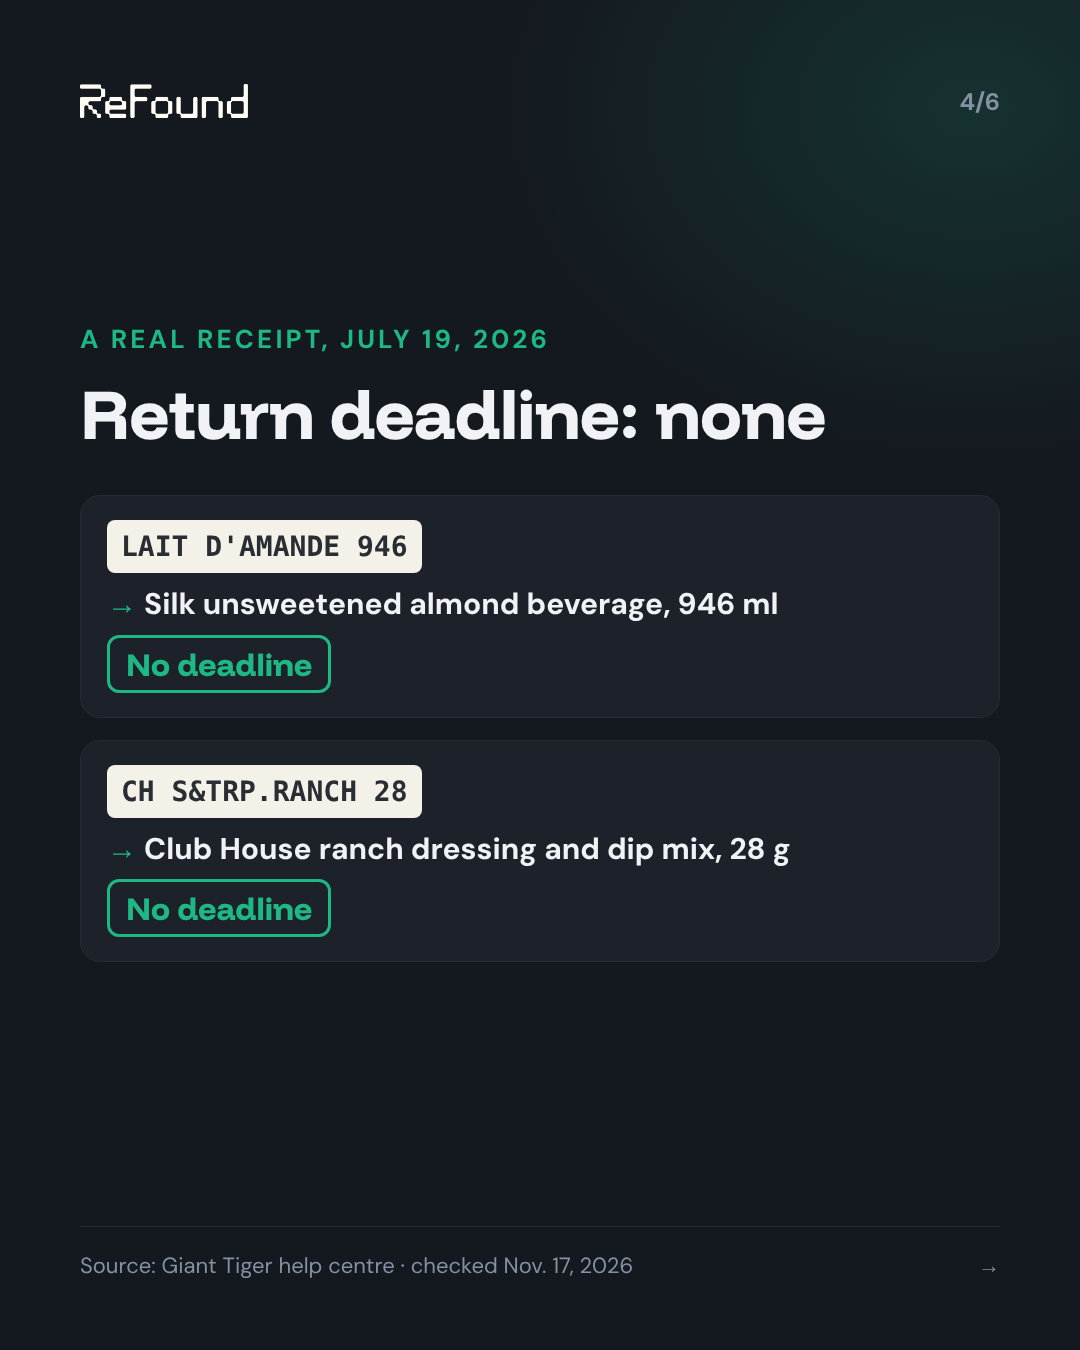 ReFound
4/6
A REAL RECEIPT, JULY 19, 2026
Return deadline: none
LAIT D'AMANDE 946
→ Silk unsweetened almond beverage, 946 ml
No deadline
CH S&TRP.RANCH 28
→ Club House ranch dressing and dip mix, 28 g
No deadline
Source: Giant Tiger help centre · checked Nov. 17, 2026 →